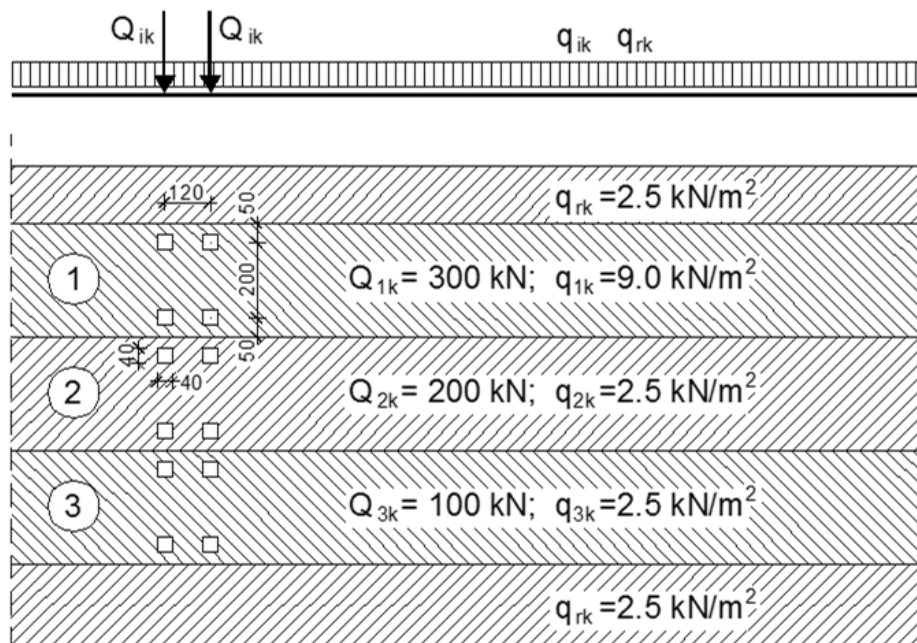 Q ik Q ik q ik q rk
120
50
q rk =2.5 kN/m²
1
200
Q 1k = 300 kN; q 1k =9.0 kN/m²
50
40
40
2
Q 2k = 200 kN; q 2k =2.5 kN/m²
3
Q 3k = 100 kN; q 3k =2.5 kN/m²
q rk =2.5 kN/m²